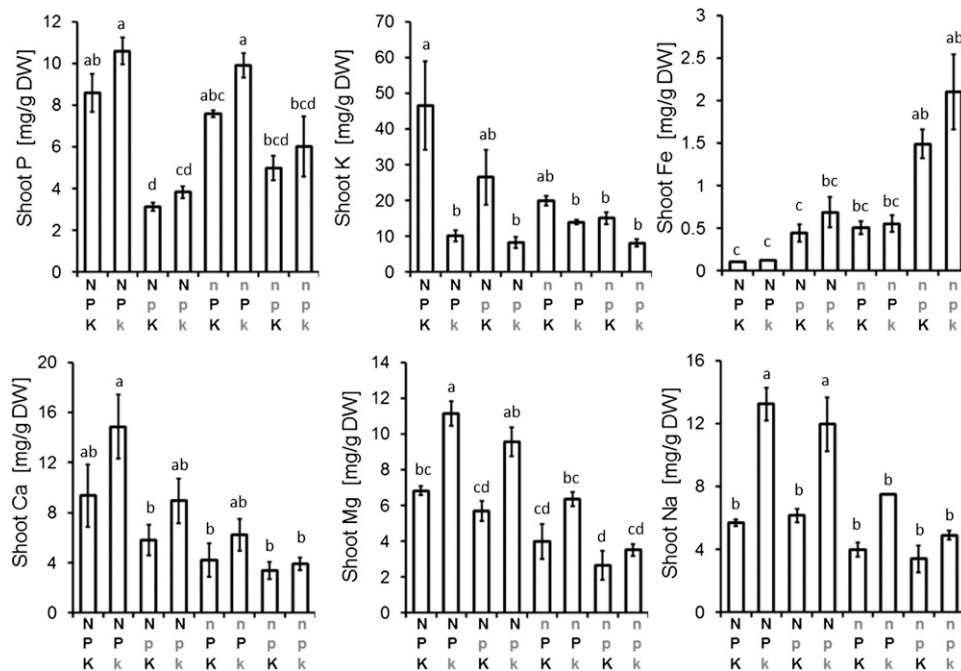 Shoot P [mg/g DW]
12
10
8
6
4
2
0
ab a d cd abc a bcd bcd
N N N N n n n n
P P p p P P p p
K k K k K k K k
Shoot K [mg/g DW]
70
60
50
40
30
20
10
0
a b ab b ab b b b
N N N N n n n n
P P p p P P p p
K k K k K k K k
Shoot Fe [mg/g DW]
3
2.5
2
1.5
1
0.5
0
c c c bc bc bc ab ab
N N N N n n n n
P P p p P P p p
K k K k K k K k
Shoot Ca [mg/g DW]
20
16
12
8
4
0
ab a b ab b ab b b
N N N N n n n n
P P p p P P p p
K k K k K k K k
Shoot Mg [mg/g DW]
14
12
10
8
6
4
2
0
bc a cd ab cd bc d cd
N N N N n n n n
P P p p P P p p
K k K k K k K k
Shoot Na [mg/g DW]
16
12
8
4
0
b a b a b b b b
N N N N n n n n
P P p p P P p p
K k K k K k K k